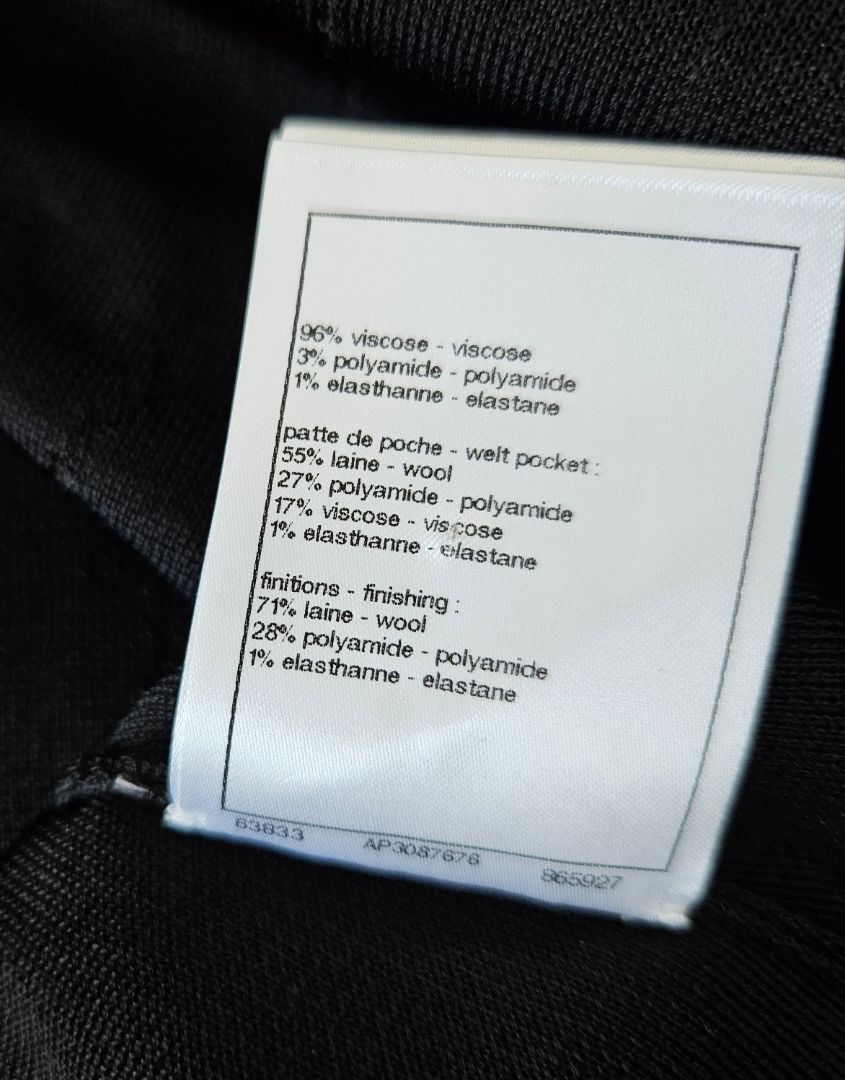 96% viscose - viscose
3% polyamide - polyamide
1% elasthanne - elastane
patte de poche - welt pocket :
55% laine - wool
27% polyamide - polyamide
17% viscose - viscose
1% elasthanne - elastane
finitions - finishing :
71% laine - wool
28% polyamide - polyamide
1% elasthanne - elastane
63833 AP3087676 865927